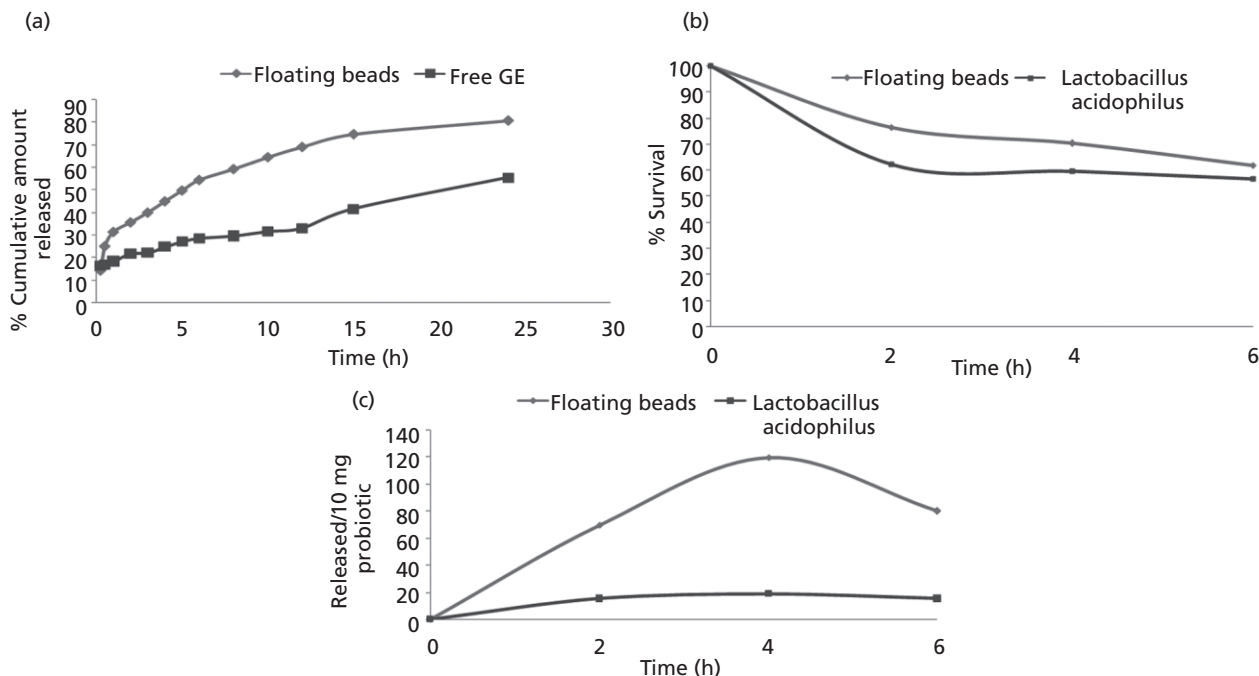 (a)
Floating beads Free GE
90
80
70
60
50
40
30
20
10
0
% Cumulative amount
released
0 5 10 15 20 25 30
Time (h)
(b)
Floating beads Lactobacillus
acidophilus
100
90
80
70
60
50
40
30
20
10
0
% Survival
0 2 4 6
Time (h)
(c)
Floating beads Lactobacillus
acidophilus
140
120
100
80
60
40
20
0
Released/10 mg
probiotic
0 2 4 6
Time (h)